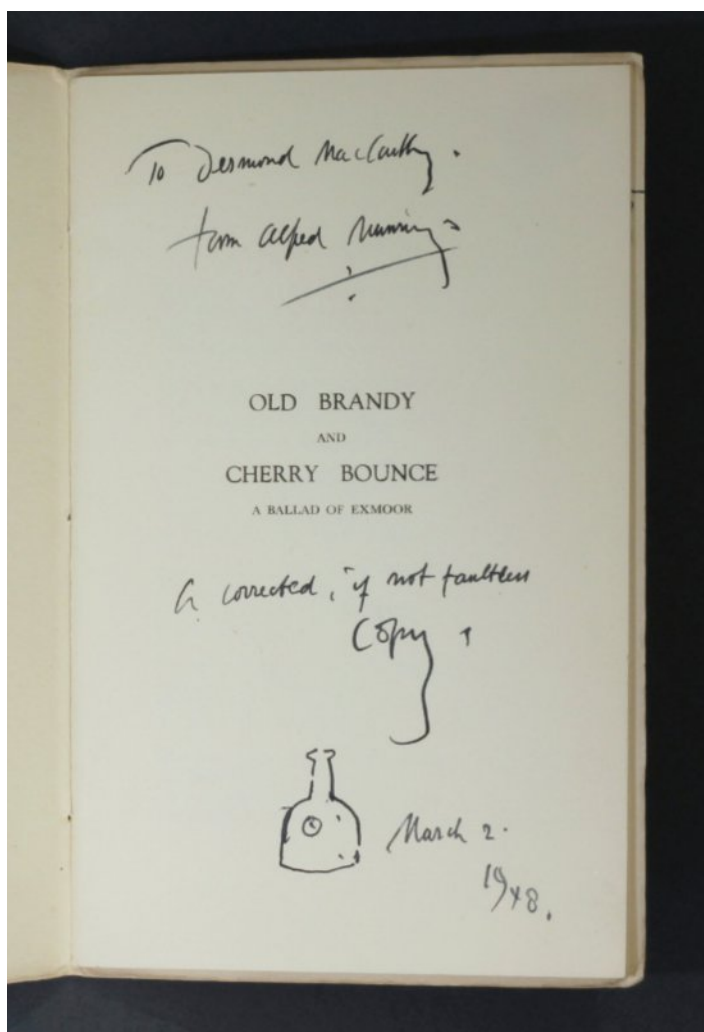 To Desmond MacCarthy.
from Alfred Munnings
OLD BRANDY
AND
CHERRY BOUNCE
A BALLAD OF EXMOOR
A corrected, if not faultless
Copy
March 2.
1948.